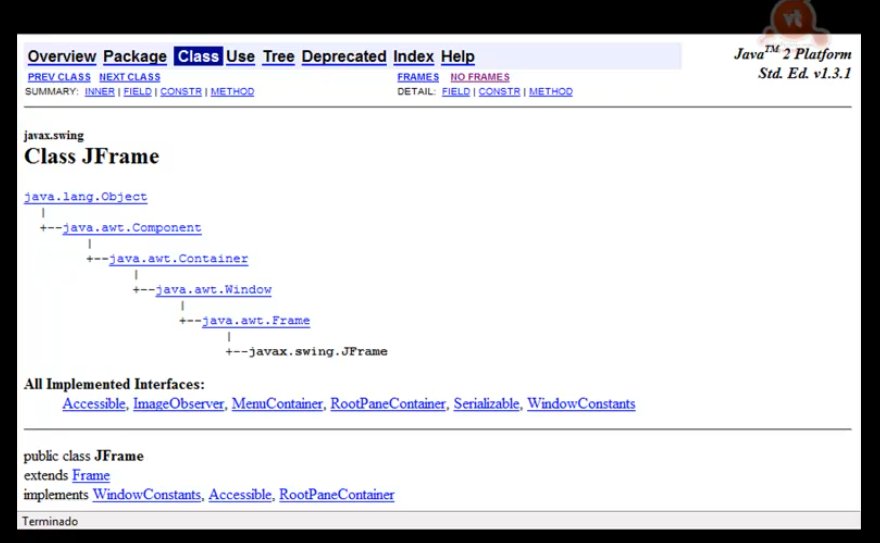 vt
Overview Package Class Use Tree Deprecated Index Help
Java™ 2 Platform
Std. Ed. v1.3.1
PREV CLASS NEXT CLASS
FRAMES NO FRAMES
SUMMARY: INNER | FIELD | CONSTR | METHOD
DETAIL: FIELD | CONSTR | METHOD
javax.swing
Class JFrame
java.lang.Object
|
+--java.awt.Component
|
+--java.awt.Container
|
+--java.awt.Window
|
+--java.awt.Frame
|
+--javax.swing.JFrame
All Implemented Interfaces:
Accessible, ImageObserver, MenuContainer, RootPaneContainer, Serializable, WindowConstants
public class JFrame
extends Frame
implements WindowConstants, Accessible, RootPaneContainer
Terminado